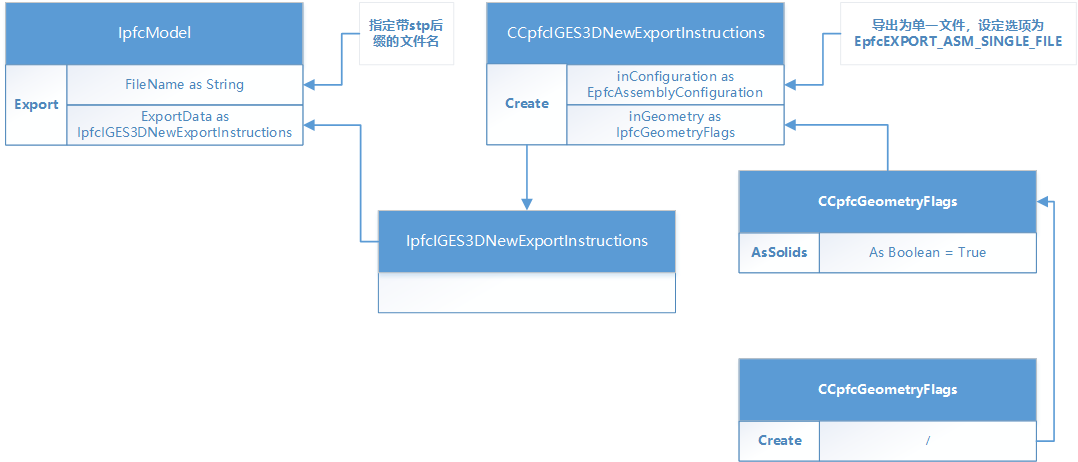 IpfcModel
Export
FileName as String
ExportData as
IpfcIGES3DNewExportInstructions
指定带stp后
缀的文件名
CCpfcIGES3DNewExportInstructions
Create
inConfiguration as
EpfcAssemblyConfiguration
inGeometry as
IpfcGeometryFlags
导出为单一文件，设定选项为
EpfcEXPORT_ASM_SINGLE_FILE
IpfcIGES3DNewExportInstructions
CCpfcGeometryFlags
AsSolids
As Boolean = True
CCpfcGeometryFlags
Create
/